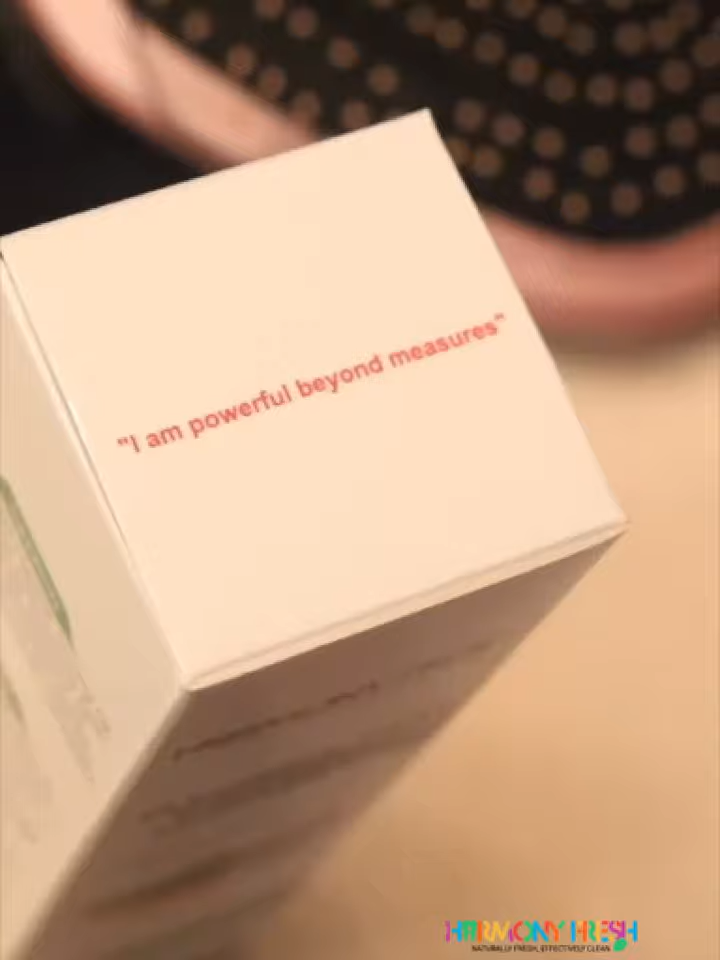 "I am powerful beyond measures"
HARMONY FRESH
NATURALLY FRESH, EFFECTIVELY CLEAN